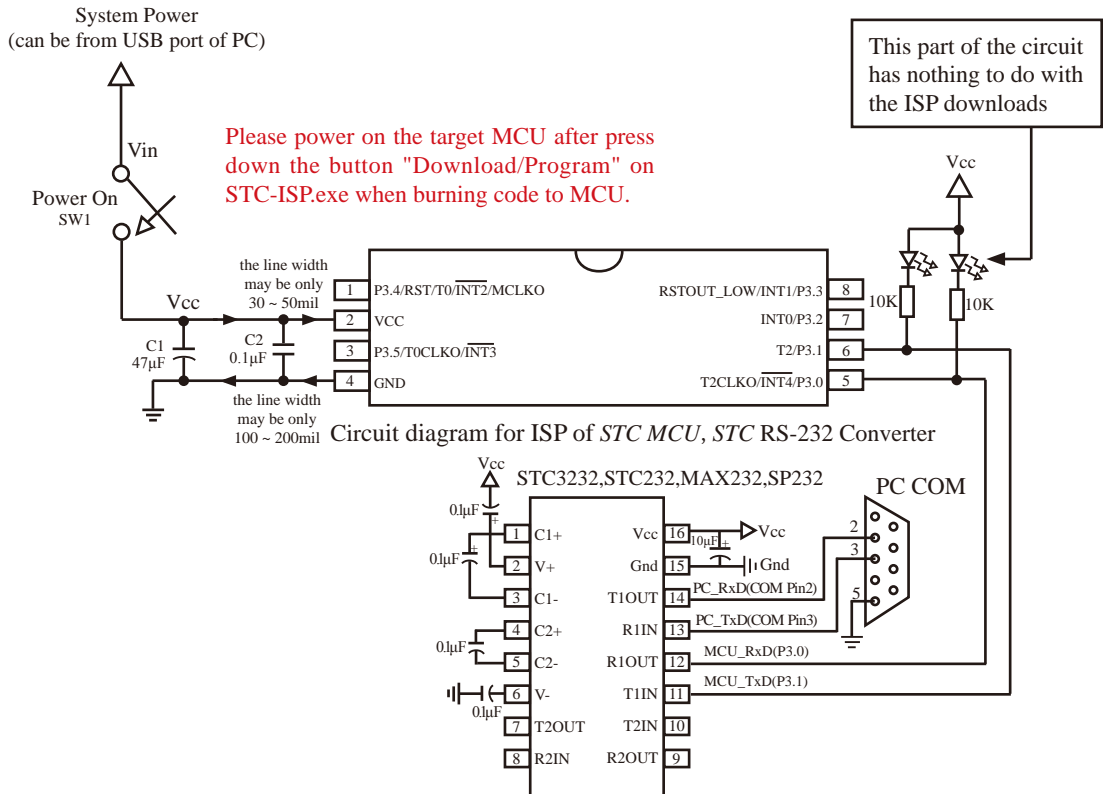 System Power
(can be from USB port of PC)
Vin
Power On
SW1
Please power on the target MCU after press
down the button "Download/Program" on
STC-ISP.exe when burning code to MCU.
This part of the circuit
has nothing to do with
the ISP downloads
Vcc
10K
10K
the line width
may be only
30 ~ 50mil
Vcc
C1
47μF
C2
0.1μF
the line width
may be only
100 ~ 200mil
1 P3.4/RST/T0/INT2/MCLKO
2 VCC
3 P3.5/T0CLKO/INT3
4 GND
RSTOUT_LOW/INT1/P3.3 8
INT0/P3.2 7
T2/P3.1 6
T2CLKO/INT4/P3.0 5
Circuit diagram for ISP of STC MCU, STC RS-232 Converter
STC3232,STC232,MAX232,SP232
Vcc
0.1μF
+
0.1μF
+
0.1μF
0.1μF
1 C1+
2 V+
3 C1-
4 C2+
5 C2-
6 V-
7 T2OUT
8 R2IN
Vcc 16
Gnd 15
T1OUT 14
R1IN 13
R1OUT 12
T1IN 11
T2IN 10
R2OUT 9
Vcc
10μF
+
Gnd
PC_RxD(COM Pin2)
PC_TxD(COM Pin3)
MCU_RxD(P3.0)
MCU_TxD(P3.1)
PC COM
2
3
5